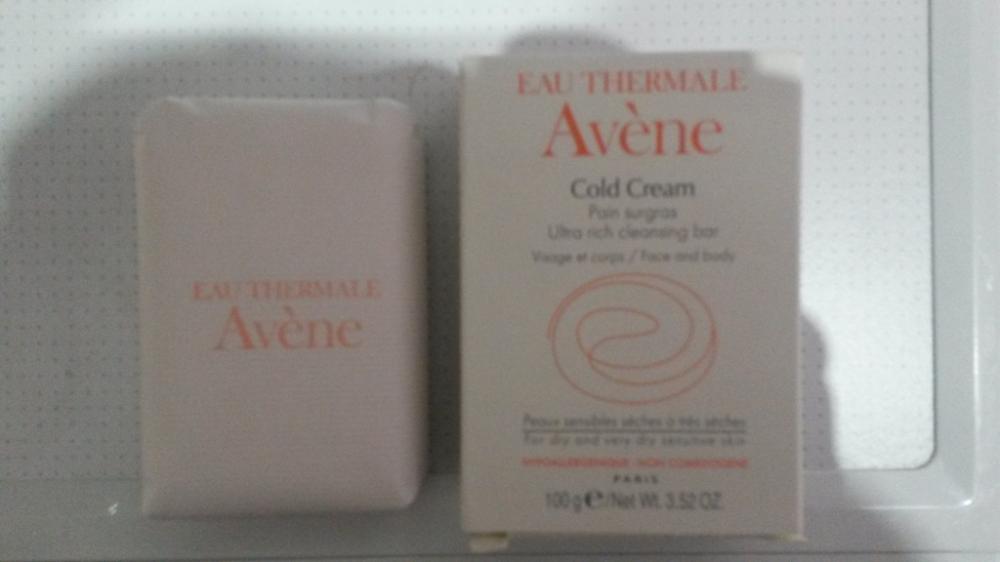 EAU THERMALE
Avène
EAU THERMALE
Avène
Cold Cream
Pain surgras
Ultra rich cleansing bar
Visage et corps / Face and body
Peaux sensibles sèches à très sèches
For dry and very dry sensitive skin
HYPOALLERGÉNIQUE - NON COMÉDOGÈNE
PARIS
100 g e/Net Wt. 3.52 OZ.